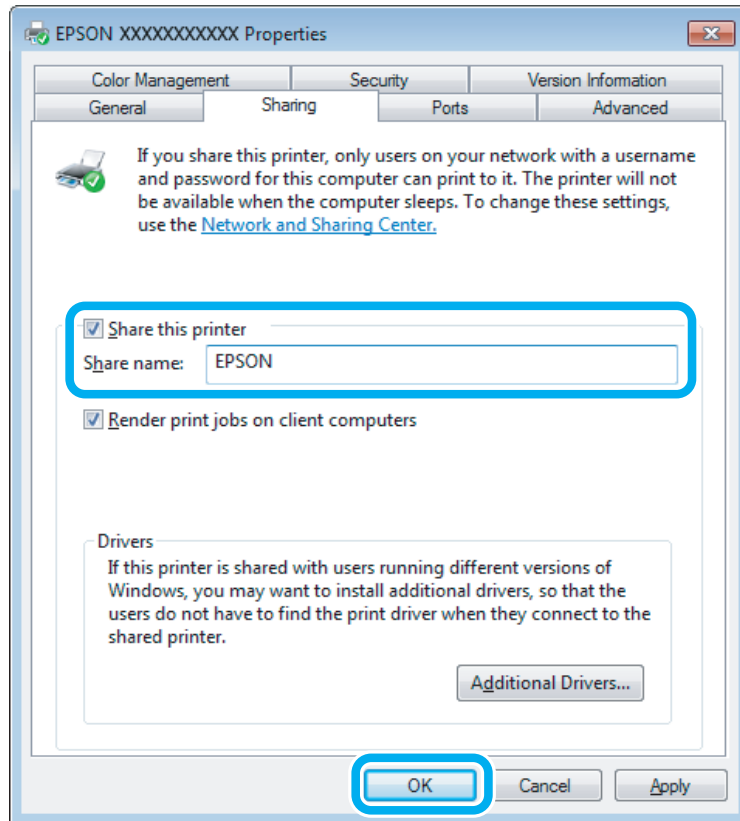 EPSON XXXXXXXXXXX Properties
Color Management Security Version Information
General Sharing Ports Advanced
If you share this printer, only users on your network with a username
and password for this computer can print to it. The printer will not
be available when the computer sleeps. To change these settings,
use the Network and Sharing Center.
Share this printer
Share name: EPSON
Render print jobs on client computers
Drivers
If this printer is shared with users running different versions of
Windows, you may want to install additional drivers, so that the
users do not have to find the print driver when they connect to the
shared printer.
Additional Drivers...
OK Cancel Apply